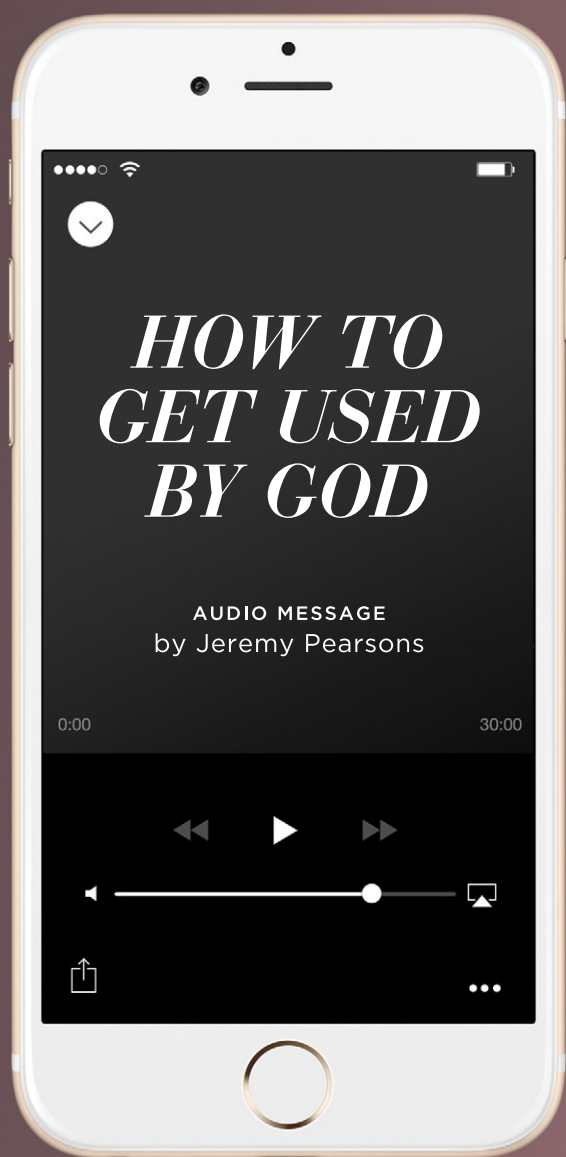 HOW TO
GET USED
BY GOD
AUDIO MESSAGE
by Jeremy Pearsons
0:00 30:00